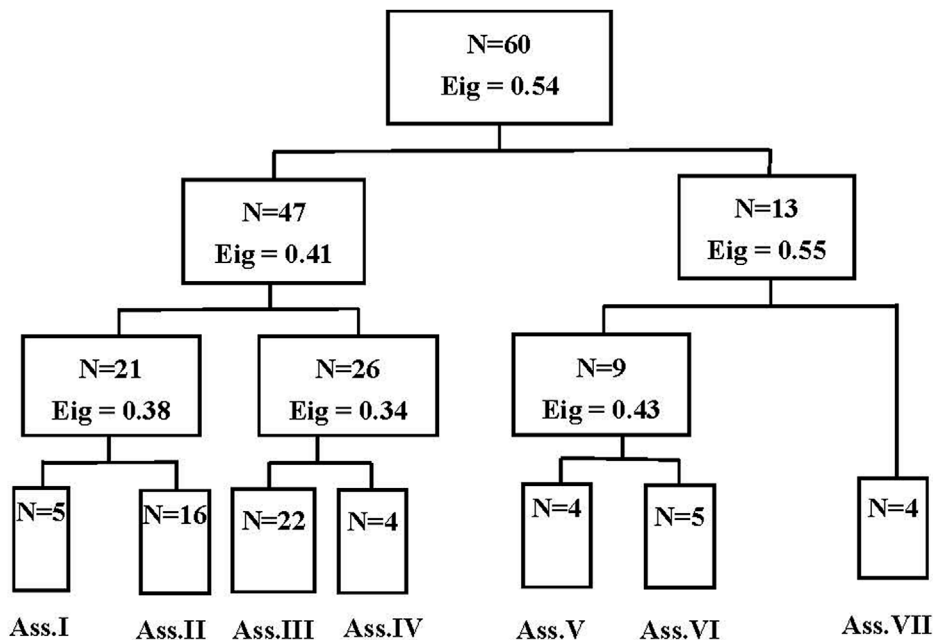 N=60
Eig = 0.54
N=47
Eig = 0.41
N=13
Eig = 0.55
N=21
Eig = 0.38
N=26
Eig = 0.34
N=9
Eig = 0.43
N=5
N=16
N=22
N=4
N=4
N=5
N=4
Ass.I
Ass.II
Ass.III
Ass.IV
Ass.V
Ass.VI
Ass.VII